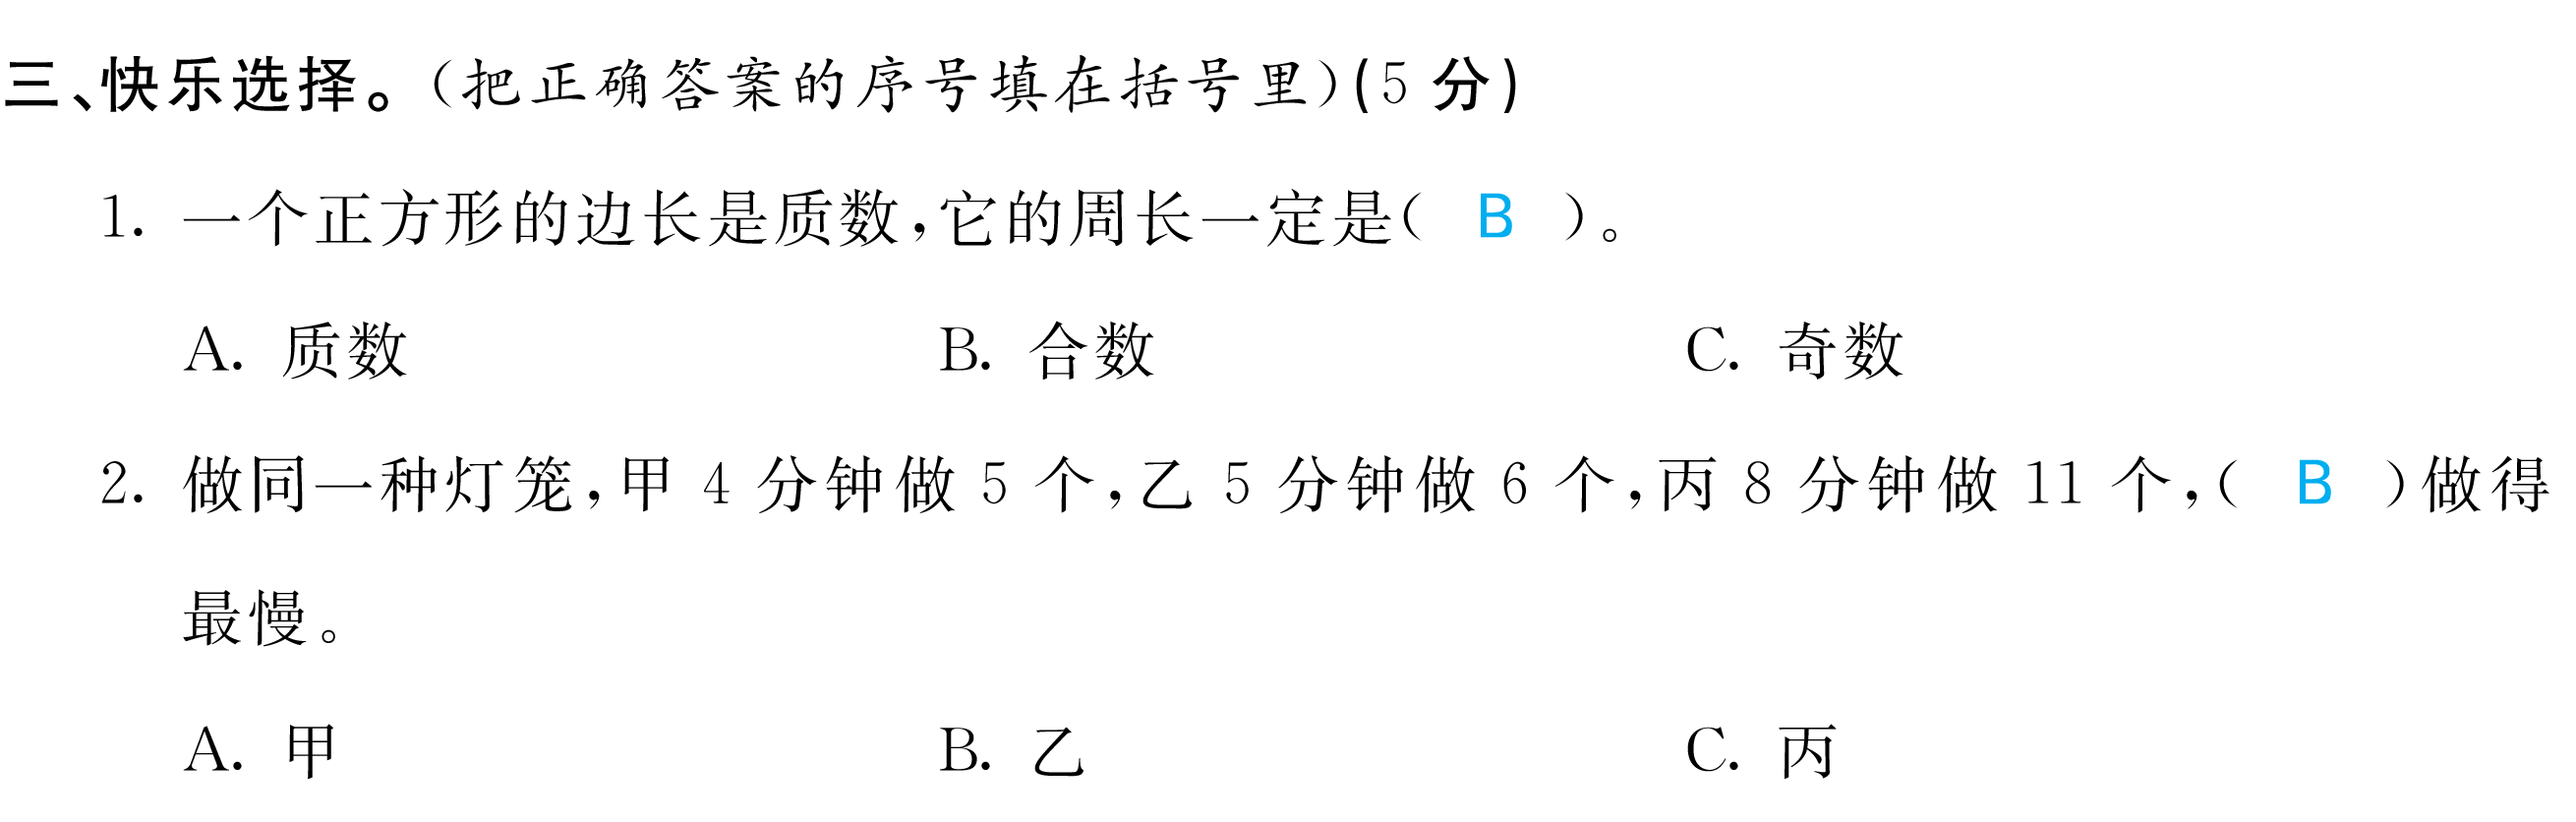 三、快乐选择。(把正确答案的序号填在括号里)(5 分)
1. 一个正方形的边长是质数,它的周长一定是( B )。
A. 质数 B. 合数 C. 奇数
2. 做同一种灯笼,甲 4 分钟做 5 个,乙 5 分钟做 6 个,丙 8 分钟做 11 个,( B )做得
最慢。
A. 甲 B. 乙 C. 丙